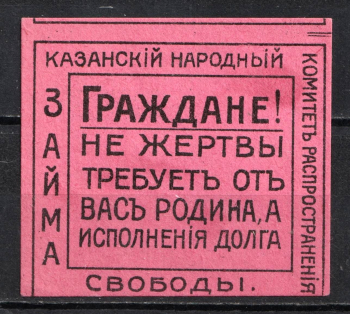 КАЗАНСКІЙ НАРОДНЫЙ
КОМИТЕТЪ РАСПРОСТРАНЕНІЯ
ЗАЙМА
СВОБОДЫ.
ГРАЖДАНЕ!
НЕ ЖЕРТВЫ
ТРЕБУЕТЪ ОТЪ
ВАСЪ РОДИНА, А
ИСПОЛНЕНІЯ ДОЛГА